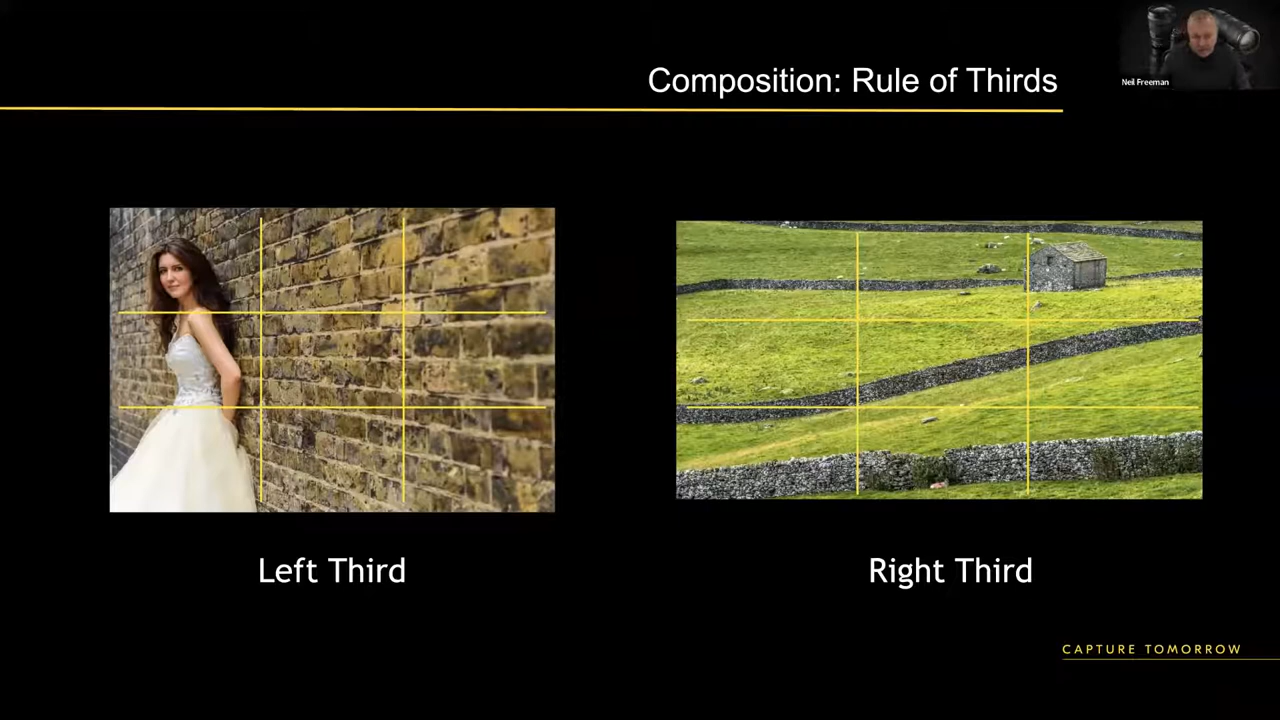 Composition: Rule of Thirds
Neil Freeman
Left Third
Right Third
CAPTURE TOMORROW